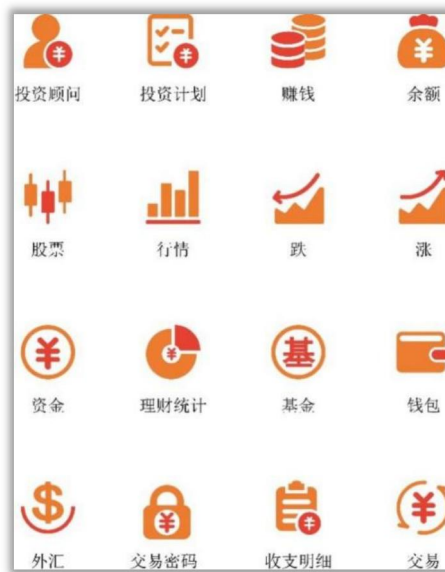 ¥ ¥ ¥
投资顾问 投资计划 赚钱 余额
股票 行情 跌 涨
¥ ¥ 基
资金 理财统计 基金 钱包
$ ¥ ¥ ¥
外汇 交易密码 收支明细 交易